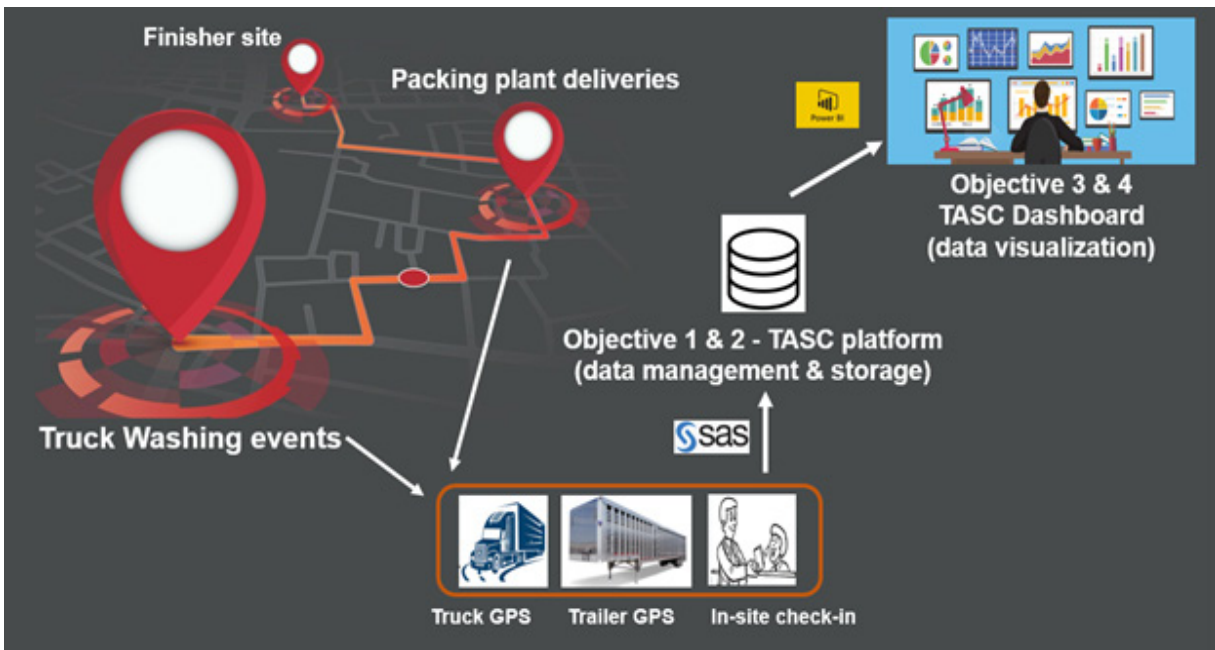 Finisher site
Packing plant deliveries
Power BI
Objective 3 & 4
TASC Dashboard
(data visualization)
Objective 1 & 2 - TASC platform
(data management & storage)
Truck Washing events
sas
Truck GPS
Trailer GPS
In-site check-in